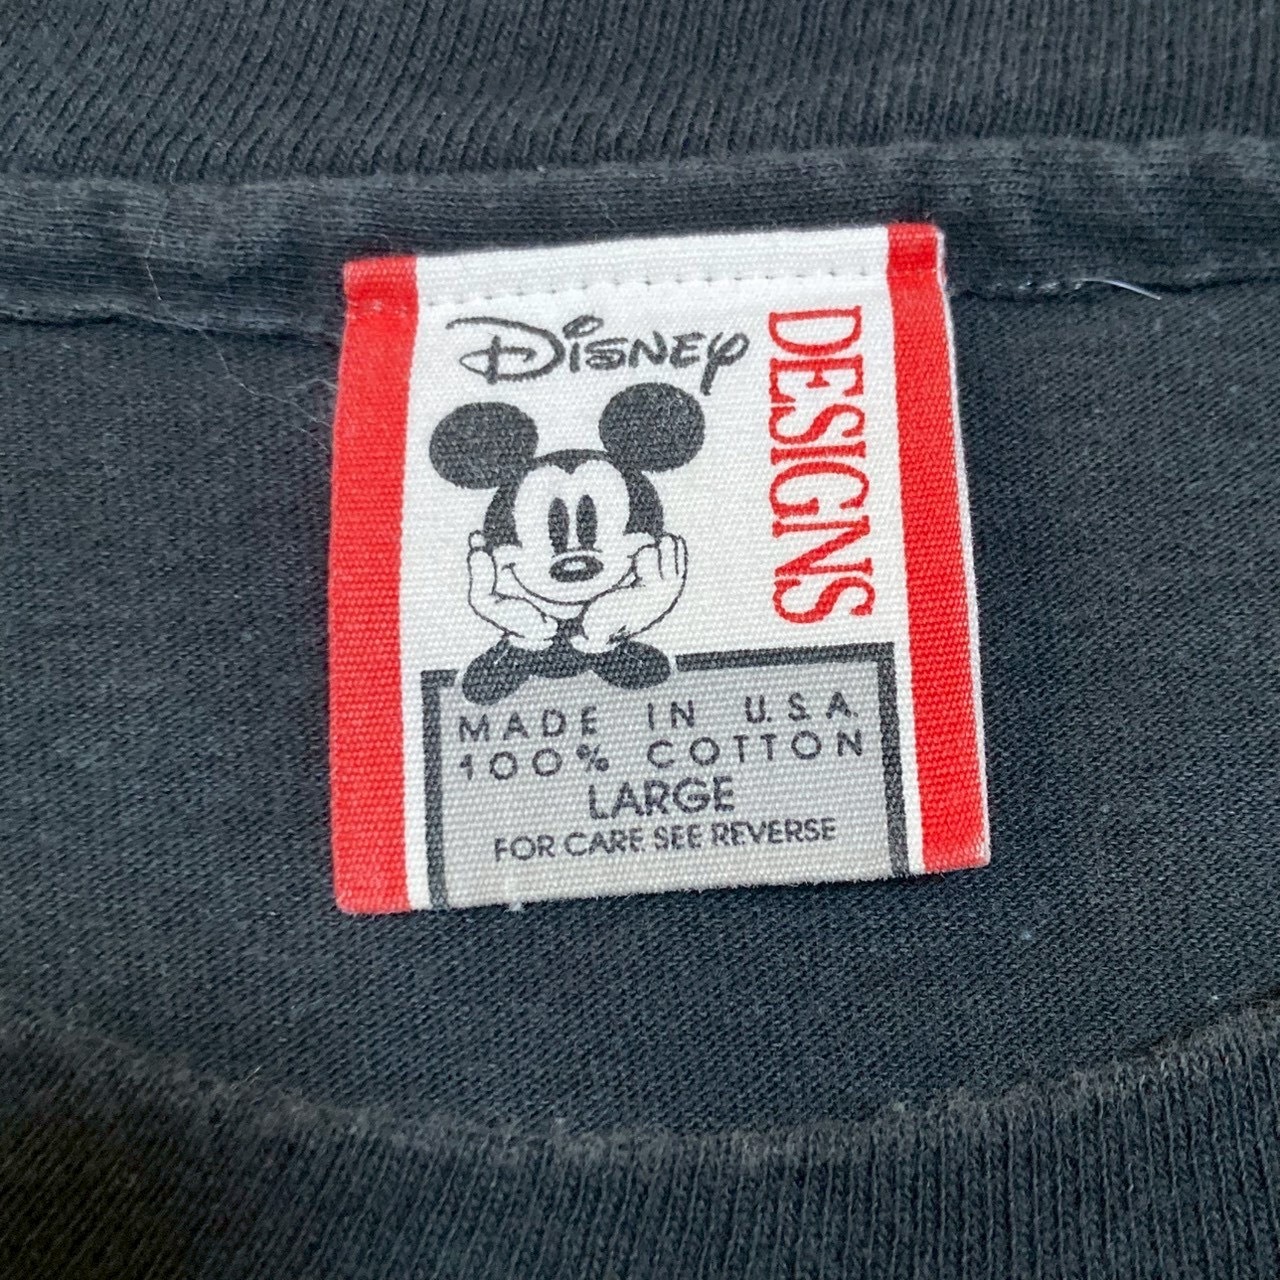 Disney
DESIGNS
MADE IN U.S.A.
100% COTTON
LARGE
FOR CARE SEE REVERSE